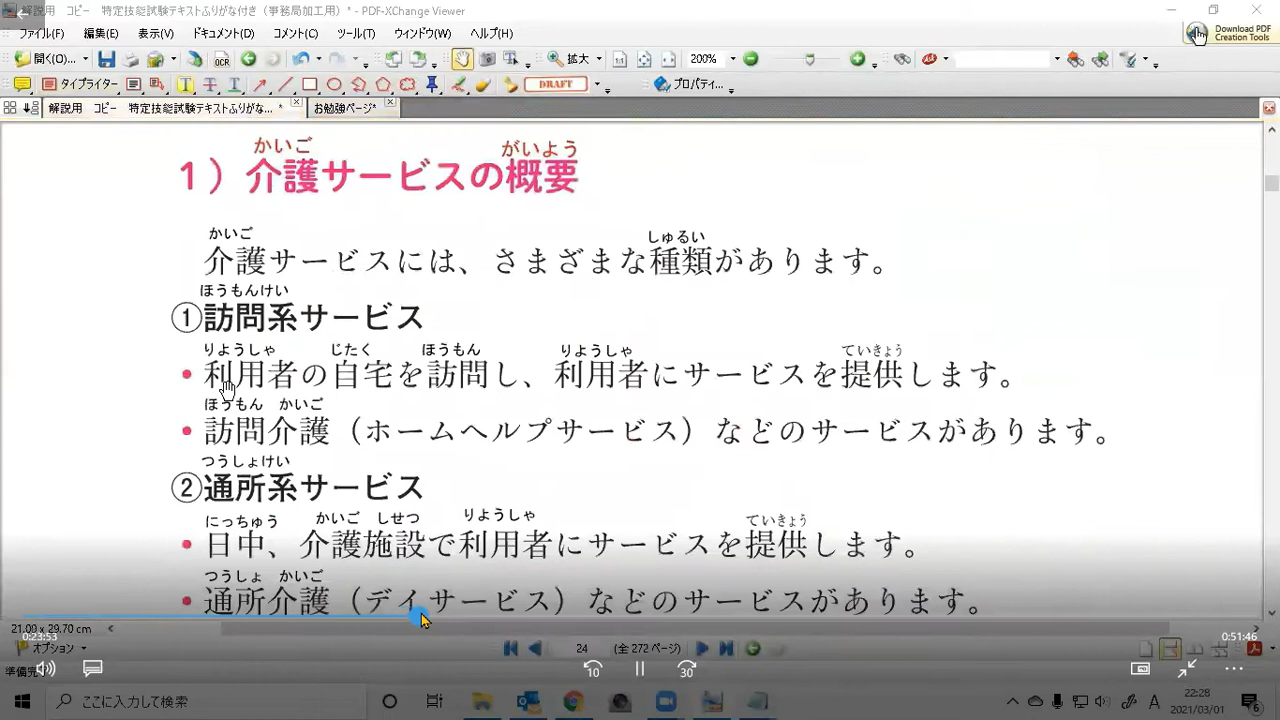 解説用　コピー　特定技能試験テキストふりがな付き（事務局加工用）* - PDF-XChange Viewer
ファイル(F)　編集(E)　表示(V)　ドキュメント(D)　コメント(C)　ツール(T)　ウィンドウ(W)　ヘルプ(H)
Download PDF
Creation Tools
開く(O)...　OCR　拡大　200%
タイプライター　DRAFT　プロパティ...
解説用　コピー　特定技能試験テキストふりがな... *　お勉強ページ*
かいご　がいよう
１）介護サービスの概要
かいご　しゅるい
介護サービスには、さまざまな種類があります。
ほうもんけい
①訪問系サービス
りようしゃ　じたく　ほうもん　りようしゃ　ていきょう
• 利用者の自宅を訪問し、利用者にサービスを提供します。
ほうもん　かいご
• 訪問介護（ホームヘルプサービス）などのサービスがあります。
つうしょけい
②通所系サービス
にっちゅう　かいご　しせつ　りようしゃ　ていきょう
• 日中、介護施設で利用者にサービスを提供します。
つうしょ　かいご
• 通所介護（デイサービス）などのサービスがあります。
21.09 x 29.70 cm
0:23:53　0:51:46
オプション　24　(全 272 ページ)
10　30
ここに入力して検索　A　22:28
2021/03/01　6